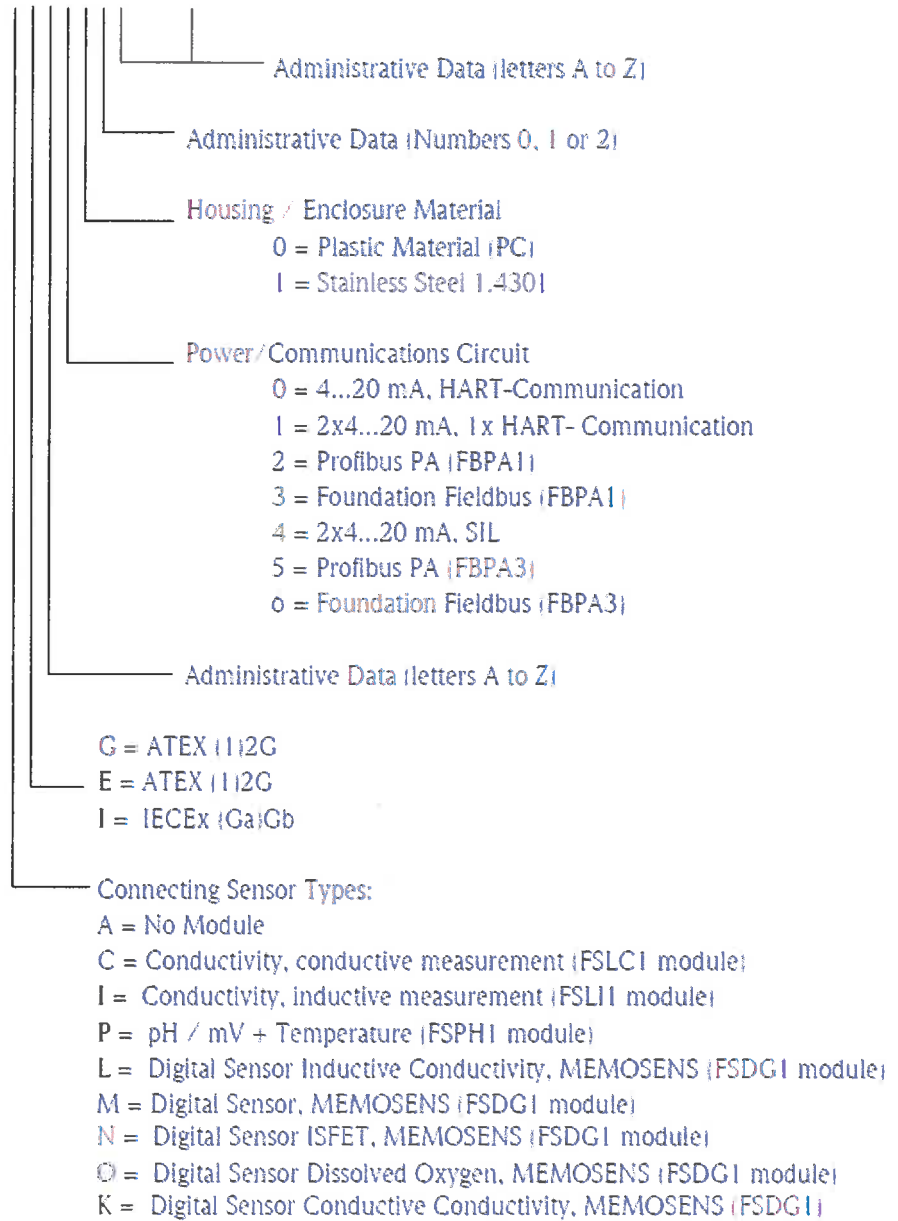 Administrative Data (letters A to Z)
Administrative Data (Numbers 0, 1 or 2)
Housing / Enclosure Material
0 = Plastic Material (PC)
1 = Stainless Steel 1.4301
Power/Communications Circuit
0 = 4...20 mA, HART-Communication
1 = 2x4...20 mA, 1x HART- Communication
2 = Profibus PA (FBPA1)
3 = Foundation Fieldbus (FBPA1)
4 = 2x4...20 mA, SIL
5 = Profibus PA (FBPA3)
6 = Foundation Fieldbus (FBPA3)
Administrative Data (letters A to Z)
G = ATEX (1)2G
E = ATEX (1)2G
I = IECEx (Ga)Gb
Connecting Sensor Types:
A = No Module
C = Conductivity, conductive measurement (FSLC1 module)
I = Conductivity, inductive measurement (FSLI1 module)
P = pH / mV + Temperature (FSPH1 module)
L = Digital Sensor Inductive Conductivity, MEMOSENS (FSDG1 module)
M = Digital Sensor, MEMOSENS (FSDG1 module)
N = Digital Sensor ISFET, MEMOSENS (FSDG1 module)
O = Digital Sensor Dissolved Oxygen, MEMOSENS (FSDG1 module)
K = Digital Sensor Conductive Conductivity, MEMOSENS (FSDG1)